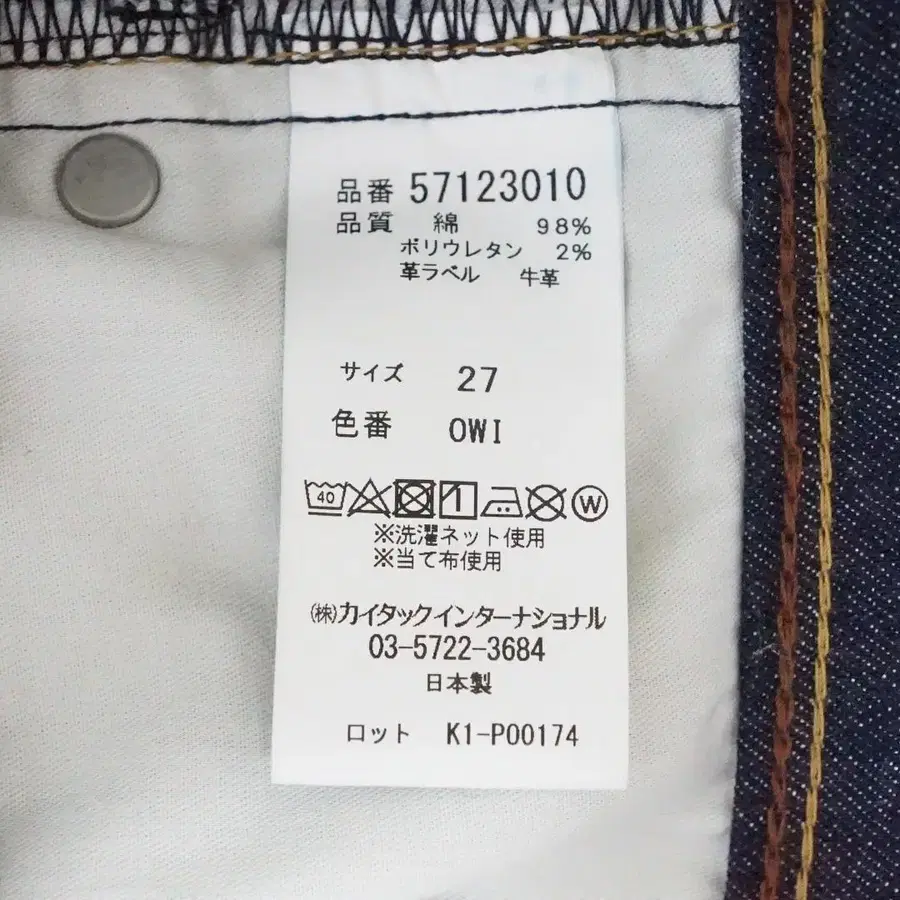 品番 57123010
品質 綿 98%
ポリウレタン 2%
革ラベル 牛革
サイズ 27
色番 OWI
40 W
※洗濯ネット使用
※当て布使用
㈱カイタックインターナショナル
03-5722-3684
日本製
ロット K1-P00174